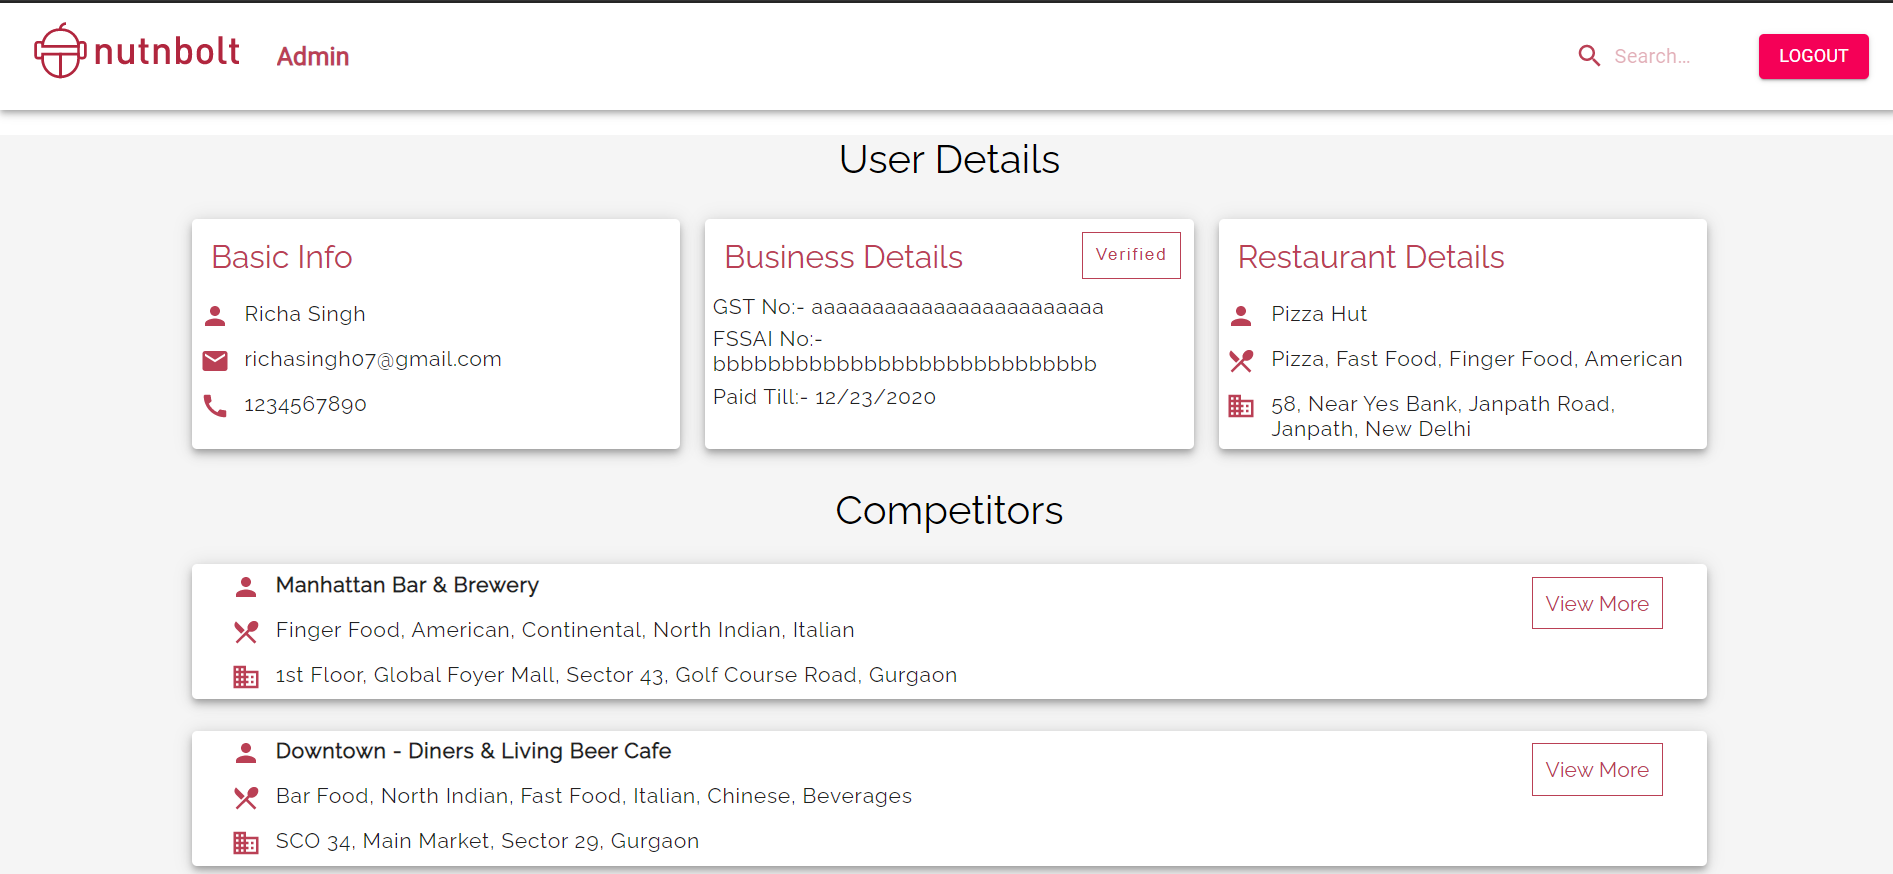 nutnbolt Admin Search... LOGOUT
User Details
Basic Info
Richa Singh
richasingh07@gmail.com
1234567890
Business Details Verified
GST No:- aaaaaaaaaaaaaaaaaaaaaaaa
FSSAI No:-
bbbbbbbbbbbbbbbbbbbbbbbbbbbb
Paid Till:- 12/23/2020
Restaurant Details
Pizza Hut
Pizza, Fast Food, Finger Food, American
58, Near Yes Bank, Janpath Road,
Janpath, New Delhi
Competitors
Manhattan Bar & Brewery
View More
Finger Food, American, Continental, North Indian, Italian
1st Floor, Global Foyer Mall, Sector 43, Golf Course Road, Gurgaon
Downtown - Diners & Living Beer Cafe
View More
Bar Food, North Indian, Fast Food, Italian, Chinese, Beverages
SCO 34, Main Market, Sector 29, Gurgaon